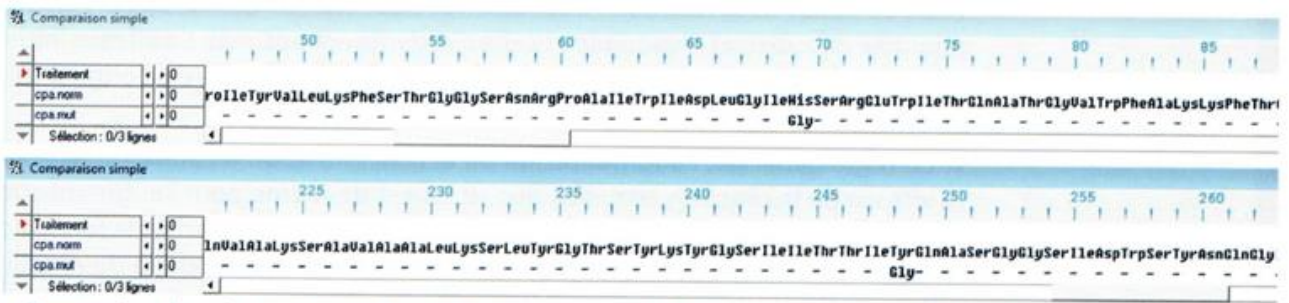 Comparaison simple
50 55 60 65 70 75 80 85
Traitement 0
cpa.norm 0 roIleTyrValLeuLysPheSerThrGlyGlySerAsnArgProAlaIleTrpIleAspLeuGlyIleHisSerArgGluTrpIleThrGlnAlaThrGlyValTrpPheAlaLysLysPheThr
cpa.mut 0 - - - - - - - - - - - - - - - - - - - - - - - Gly- - - - - - - - - - - - - - - - - -
Sélection : 0/3 lignes
Comparaison simple
225 230 235 240 245 250 255 260
Traitement 0
cpa.norm 0 lnValAlaLysSerAlaValAlaAlaLeuLysSerLeuTyrGlyThrSerTyrLysTyrGlySerIleIleThrThrIleTyrGlnAlaSerGlyGlySerIleAspTrpSerTyrAsnGlnGly
cpa.mut 0 - - - - - - - - - - - - - - - - - - - - - - - - - - - Gly- - - - - - - - - - - - -
Sélection : 0/3 lignes